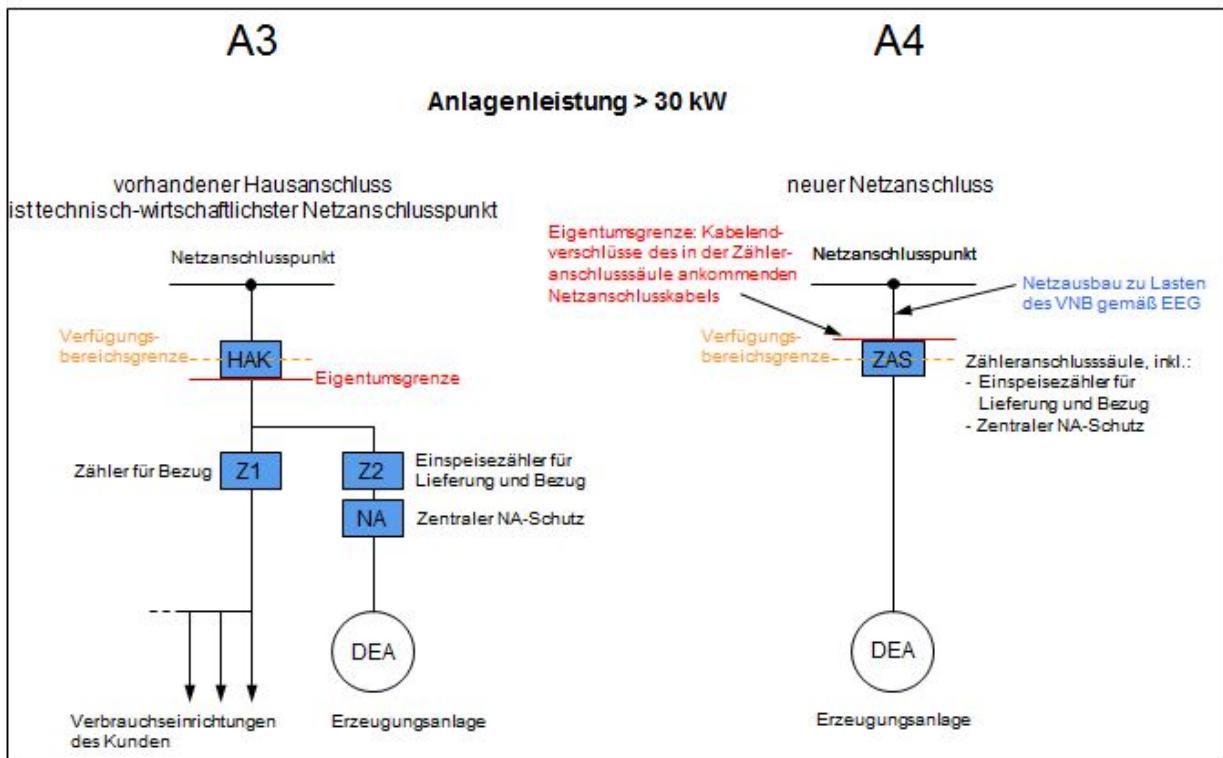 A3
A4
Anlagenleistung > 30 kW
vorhandener Hausanschluss
ist technisch-wirtschaftlichster Netzanschlusspunkt
Netzanschlusspunkt
Verfügungs-
bereichsgrenze
HAK
Eigentumsgrenze
Zähler für Bezug
Z1
Z2
Einspeisezähler für
Lieferung und Bezug
NA
Zentraler NA-Schutz
DEA
Verbrauchseinrichtungen
des Kunden
Erzeugungsanlage
neuer Netzanschluss
Eigentumsgrenze: Kabelend-
verschlüsse des in der Zähler-
anschlusssäule ankommenden
Netzanschlusskabels
Netzanschlusspunkt
Netzausbau zu Lasten
des VNB gemäß EEG
Verfügungs-
bereichsgrenze
ZAS
Zähleranschlusssäule, inkl.:
- Einspeisezähler für
Lieferung und Bezug
- Zentraler NA-Schutz
DEA
Erzeugungsanlage